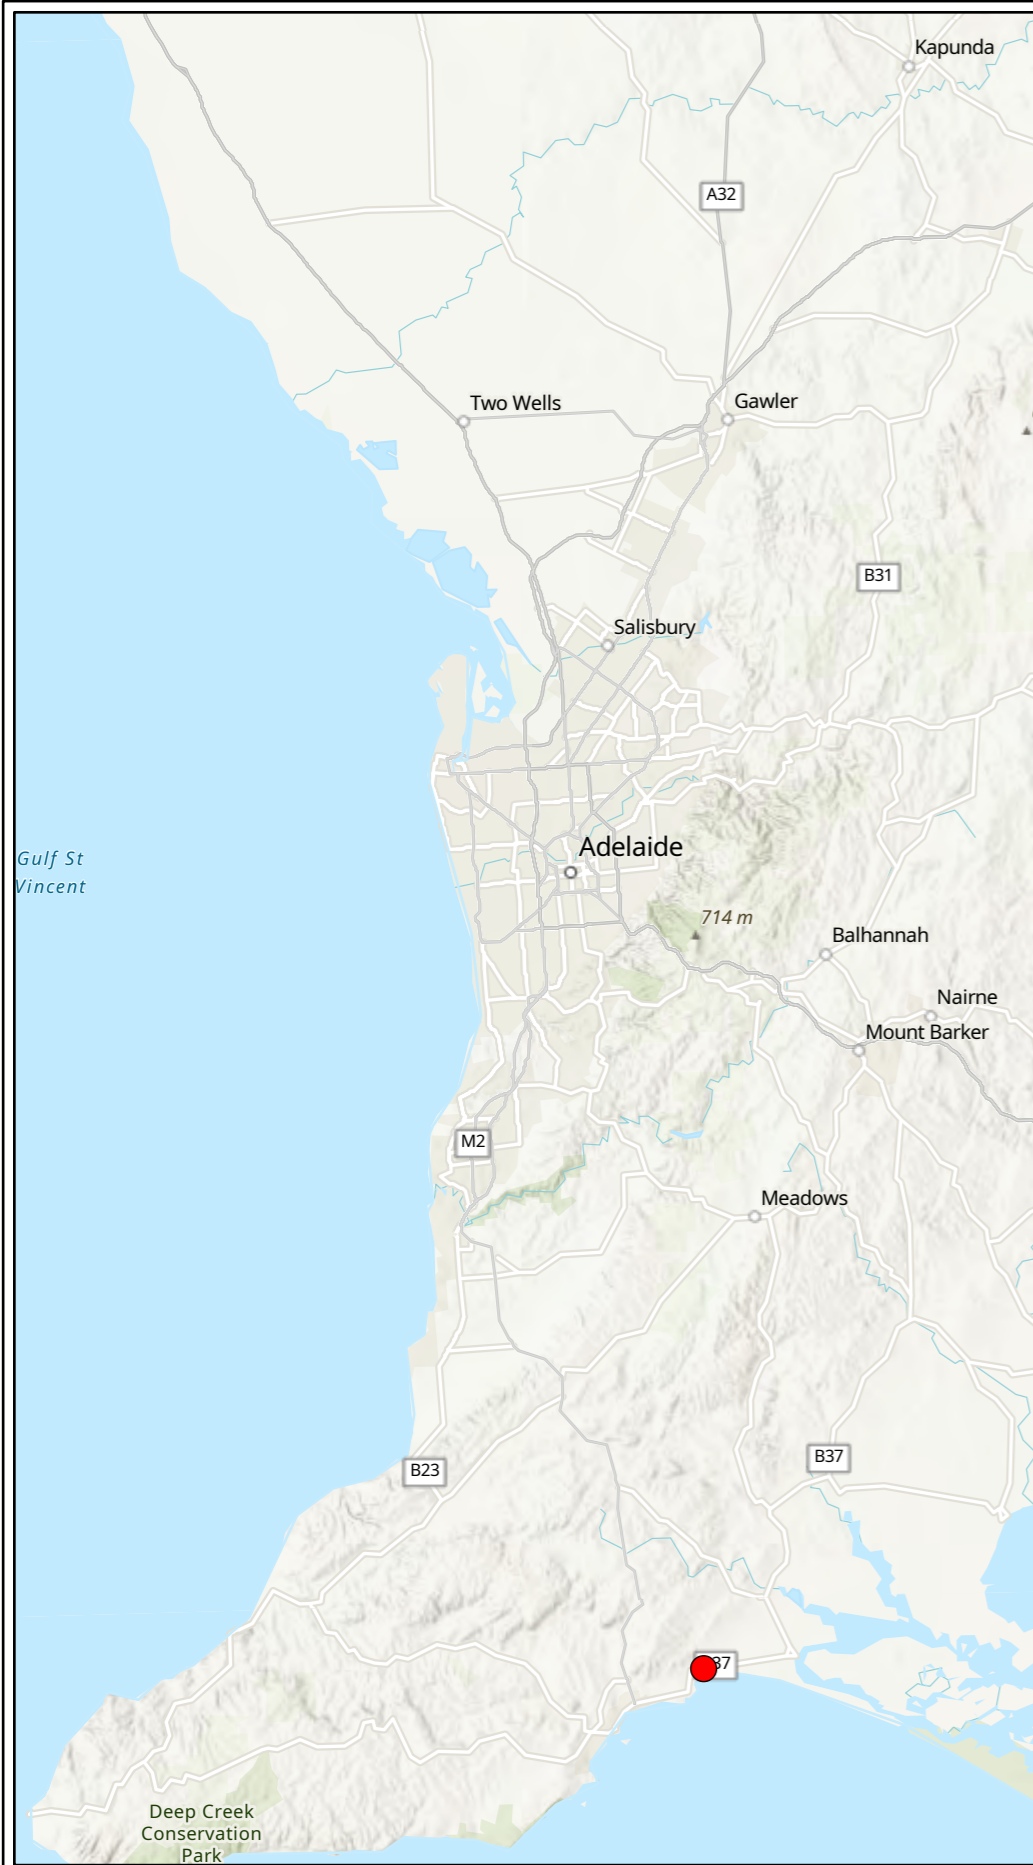 Kapunda
A32
Two Wells
Gawler
B31
Salisbury
Adelaide
Gulf St
Vincent
714 m
Balhannah
Nairne
Mount Barker
M2
Meadows
B37
B23
37
Deep Creek
Conservation
Park